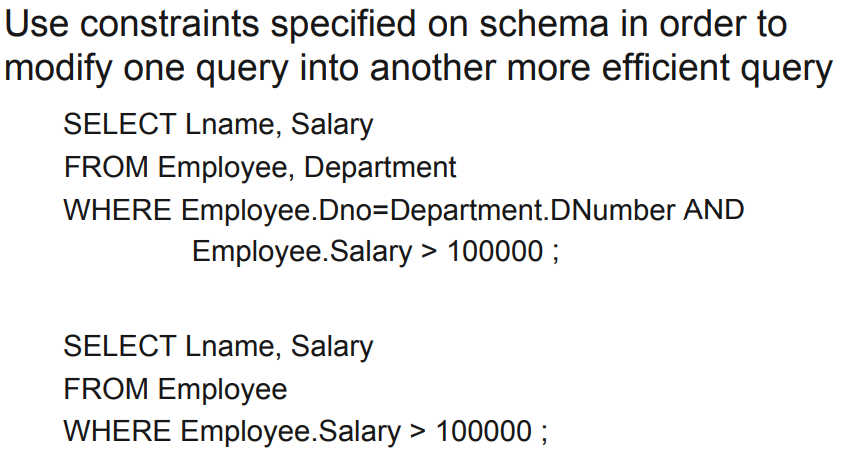 Use constraints specified on schema in order to
modify one query into another more efficient query
SELECT Lname, Salary
FROM Employee, Department
WHERE Employee.Dno=Department.DNumber AND
Employee.Salary > 100000 ;
SELECT Lname, Salary
FROM Employee
WHERE Employee.Salary > 100000 ;